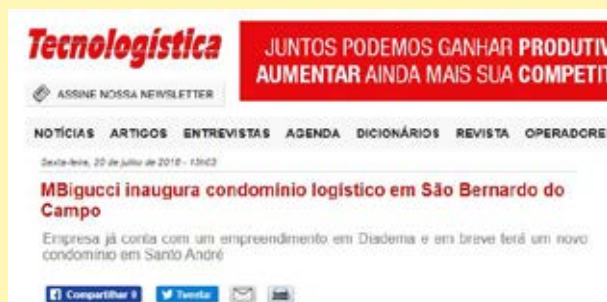 Tecnologística
JUNTOS PODEMOS GANHAR PRODUTIV
AUMENTAR AINDA MAIS SUA COMPETIT
ASSINE NOSSA NEWSLETTER
NOTÍCIAS ARTIGOS ENTREVISTAS AGENDA DICIONÁRIOS REVISTA OPERADORE
Sexta-feira, 20 de julho de 2018 - 15h03
MBigucci inaugura condomínio logístico em São Bernardo do
Campo
Empresa já conta com um empreendimento em Diadema e em breve terá um novo
condomínio em Santo André
Compartilhar 0 Tweetar